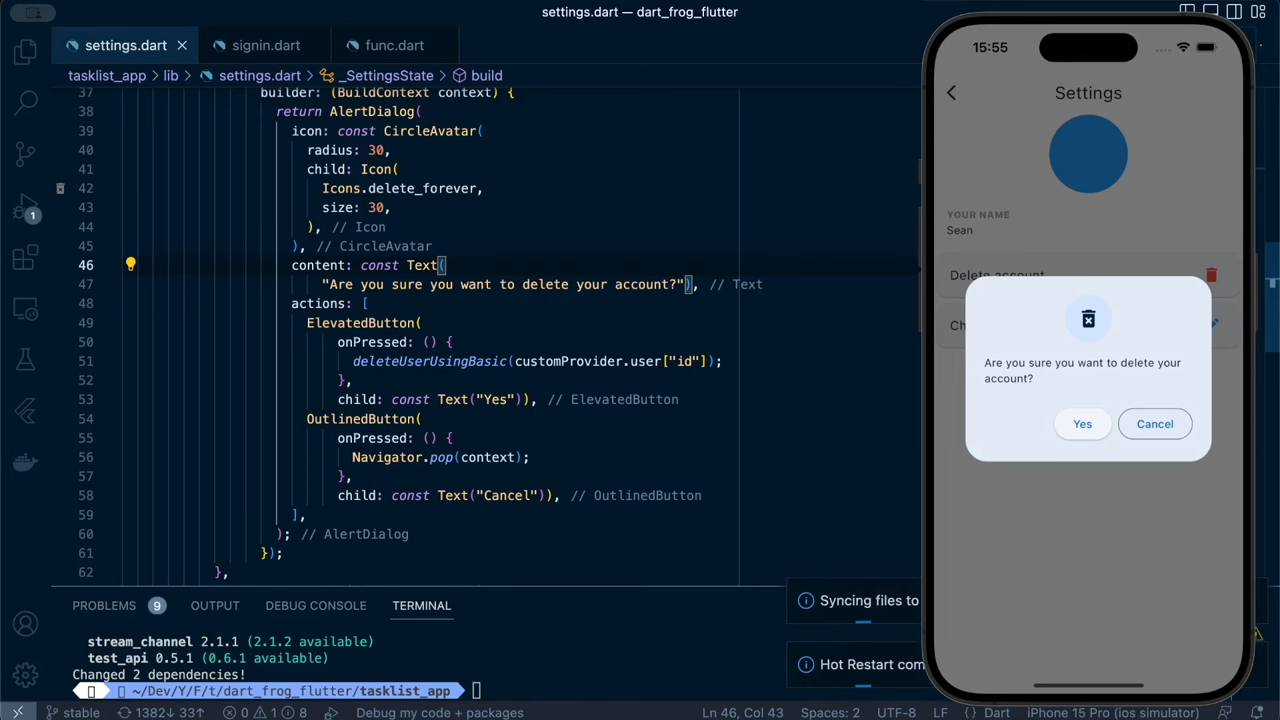 settings.dart — dart_frog_flutter
settings.dart
signin.dart
func.dart
tasklist_app > lib > settings.dart > _SettingsState > build
37 builder: (BuildContext context) {
38 return AlertDialog(
39 icon: const CircleAvatar(
40 radius: 30,
41 child: Icon(
42 Icons.delete_forever,
43 size: 30,
44 ), // Icon
45 ), // CircleAvatar
46 content: const Text(
47 "Are you sure you want to delete your account?"), // Text
48 actions: [
49 ElevatedButton(
50 onPressed: () {
51 deleteUserUsingBasic(customProvider.user["id"]);
52 },
53 child: const Text("Yes")), // ElevatedButton
54 OutlinedButton(
55 onPressed: () {
56 Navigator.pop(context);
57 },
58 child: const Text("Cancel")), // OutlinedButton
59 ],
60 ); // AlertDialog
61 });
62 },
1
PROBLEMS 9 OUTPUT DEBUG CONSOLE TERMINAL
stream_channel 2.1.1 (2.1.2 available)
test_api 0.5.1 (0.6.1 available)
Changed 2 dependencies!
~/Dev/Y/F/t/dart_frog_flutter/tasklist_app
Syncing files to
Hot Restart com
stable 1382↓ 33↑ 0 1 8 Debug my code + packages Ln 46, Col 43 Spaces: 2 UTF-8 LF {} Dart iPhone 15 Pro (ios simulator)
15:55
Settings
YOUR NAME
Sean
Delete account
Ch
Are you sure you want to delete your
account?
Yes
Cancel